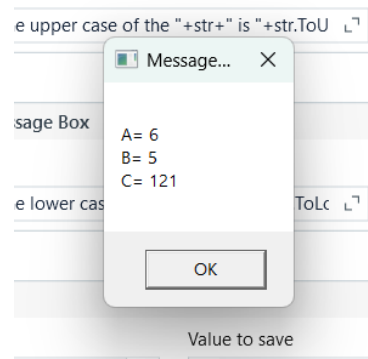 e upper case of the "+str+" is "+str.ToU
Message...
sage Box
A= 6
B= 5
C= 121
e lower cas
ToLc
OK
Value to save